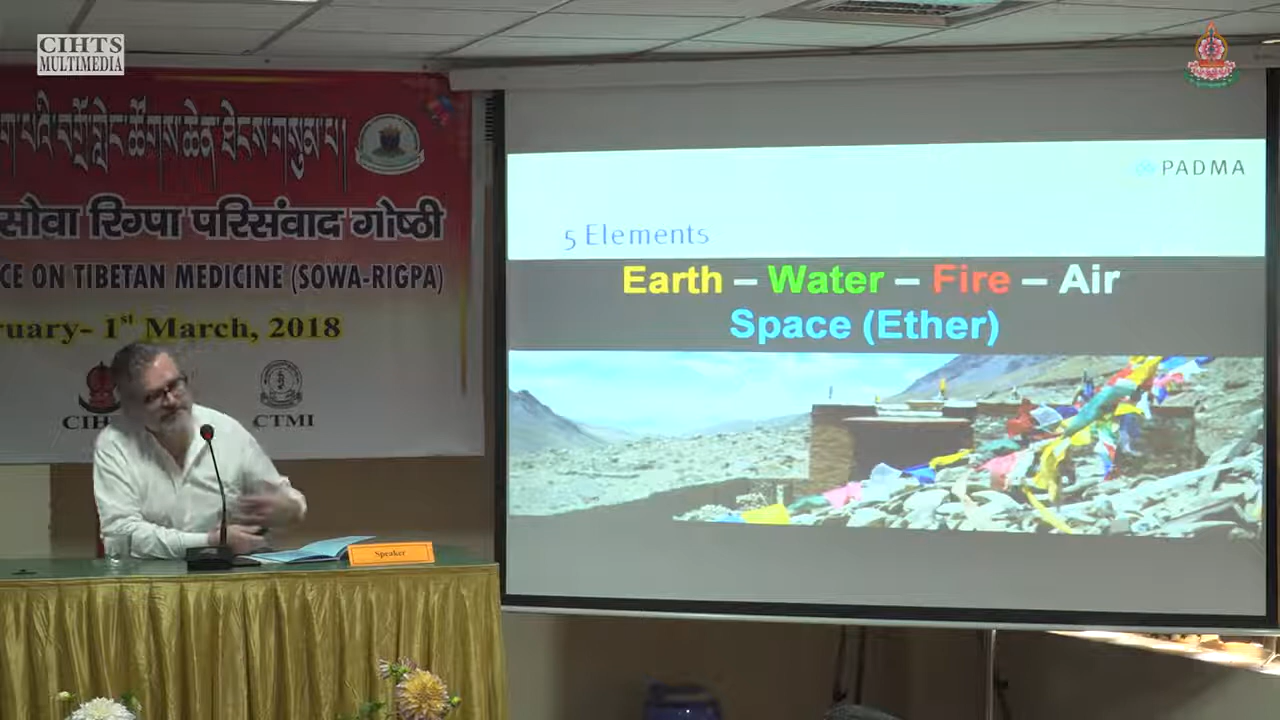 CIHTS
MULTIMEDIA
སོवा རིग्पा
सोवा रिग्पा परिसंवाद गोष्ठी
CE ON TIBETAN MEDICINE (SOWA-RIGPA)
ruary- 1st March, 2018
CIH
CTMI
Speaker
PADMA
5 Elements
Earth – Water – Fire – Air
Space (Ether)